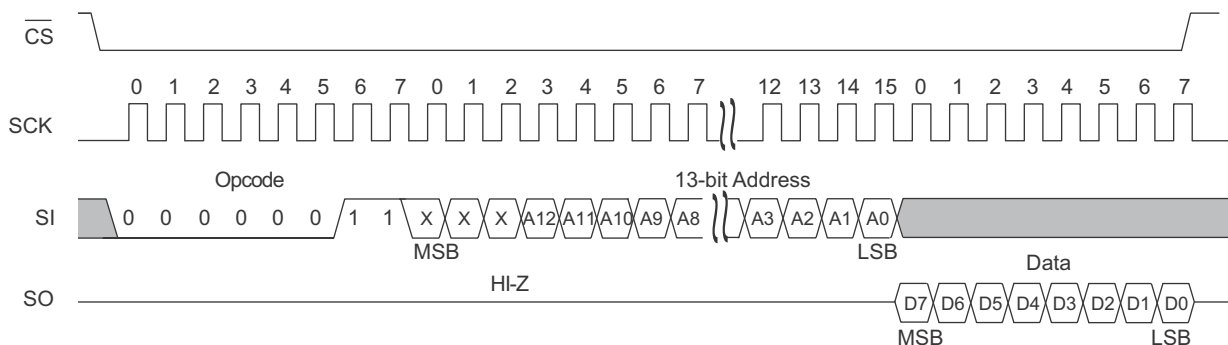 CS
0 1 2 3 4 5 6 7 0 1 2 3 4 5 6 7 12 13 14 15 0 1 2 3 4 5 6 7
SCK
Opcode 13-bit Address
SI 0 0 0 0 0 0 1 1 X X X A12 A11 A10 A9 A8 A3 A2 A1 A0
MSB LSB
HI-Z Data
SO D7 D6 D5 D4 D3 D2 D1 D0
MSB LSB